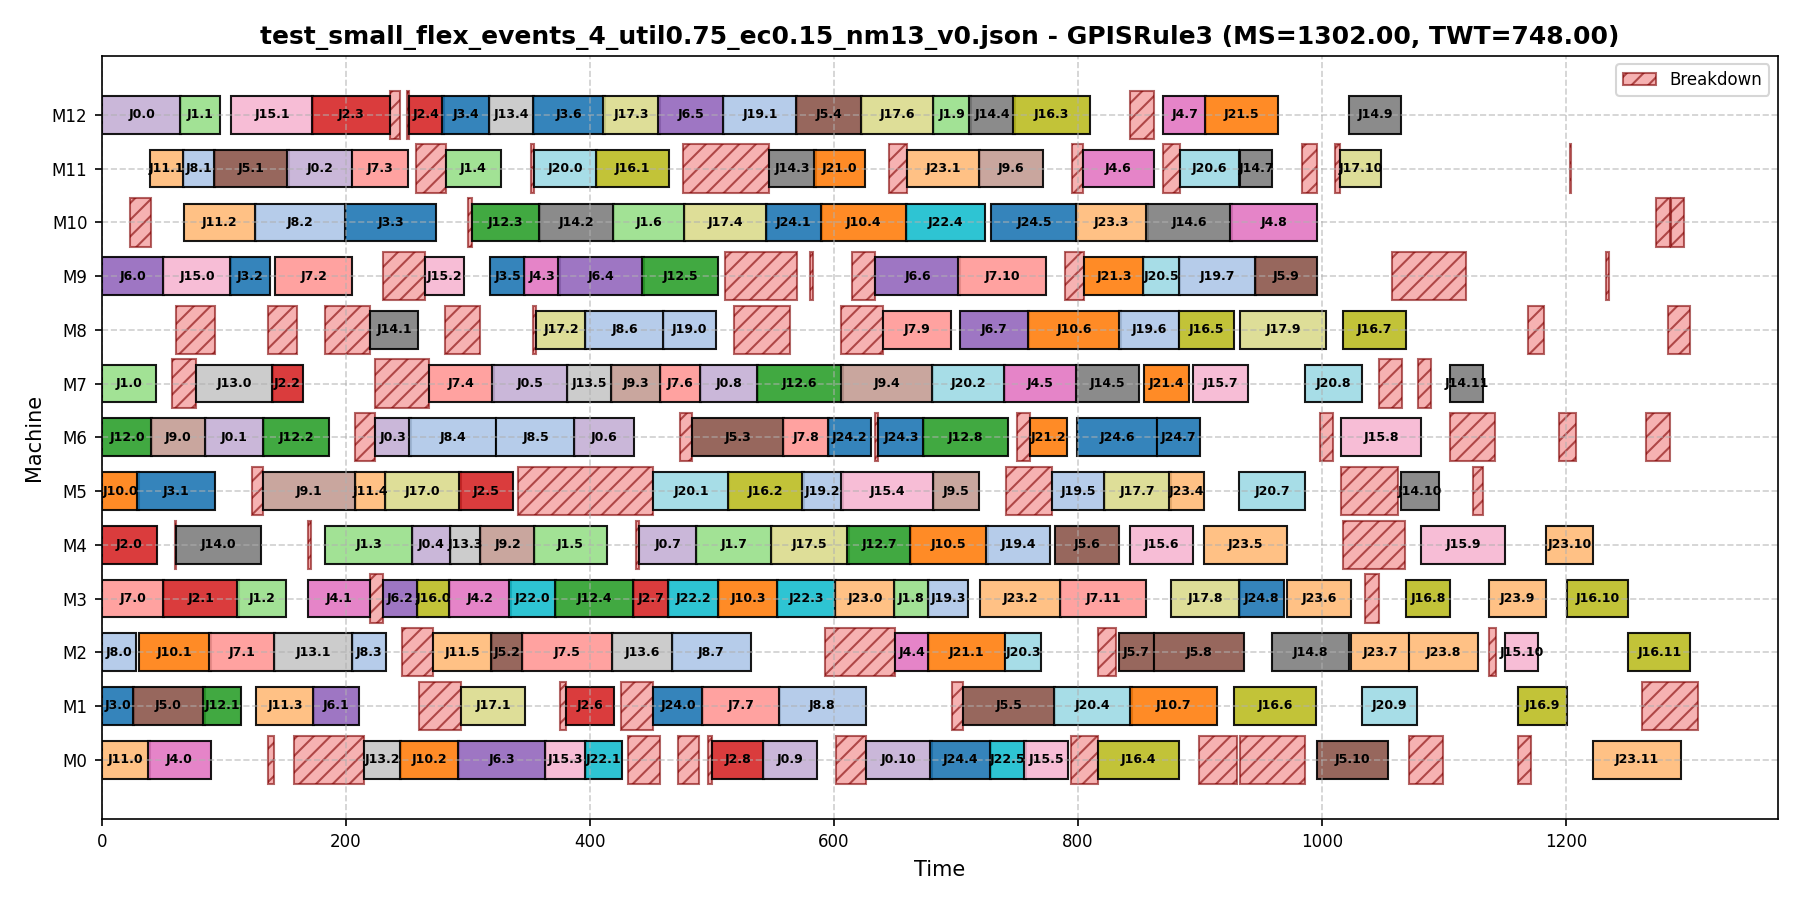 test_small_flex_events_4_util0.75_ec0.15_nm13_v0.json - GPISRule3 (MS=1302.00, TWT=748.00)
Breakdown
M12 J0.0 J1.1 J15.1 J2.3 J2.4 J3.4 J13.4 J3.6 J17.3 J6.5 J19.1 J5.4 J17.6 J1.9 J14.4 J16.3 J4.7 J21.5 J14.9
M11 J11.1 J8.1 J5.1 J0.2 J7.3 J1.4 J20.0 J16.1 J14.3 J21.0 J23.1 J9.6 J4.6 J20.6 J14.7 J17.10
M10 J11.2 J8.2 J3.3 J12.3 J14.2 J1.6 J17.4 J24.1 J10.4 J22.4 J24.5 J23.3 J14.6 J4.8
M9 J6.0 J15.0 J3.2 J7.2 J15.2 J3.5 J4.3 J6.4 J12.5 J6.6 J7.10 J21.3 J20.5 J19.7 J5.9
M8 J14.1 J17.2 J8.6 J19.0 J7.9 J6.7 J10.6 J19.6 J16.5 J17.9 J16.7
M7 J1.0 J13.0 J2.2 J7.4 J0.5 J13.5 J9.3 J7.6 J0.8 J12.6 J9.4 J20.2 J4.5 J14.5 J21.4 J15.7 J20.8 J14.11
M6 J12.0 J9.0 J0.1 J12.2 J0.3 J8.4 J8.5 J0.6 J5.3 J7.8 J24.2 J24.3 J12.8 J21.2 J24.6 J24.7 J15.8
M5 J10.0 J3.1 J9.1 J11.4 J17.0 J2.5 J20.1 J16.2 J19.2 J15.4 J9.5 J19.5 J17.7 J23.4 J20.7 J14.10
M4 J2.0 J14.0 J1.3 J0.4 J13.3 J9.2 J1.5 J0.7 J1.7 J17.5 J12.7 J10.5 J19.4 J5.6 J15.6 J23.5 J15.9 J23.10
M3 J7.0 J2.1 J1.2 J4.1 J6.2 J16.0 J4.2 J22.0 J12.4 J2.7 J22.2 J10.3 J22.3 J23.0 J1.8 J19.3 J23.2 J7.11 J17.8 J24.8 J23.6 J16.8 J23.9 J16.10
M2 J8.0 J10.1 J7.1 J13.1 J8.3 J11.5 J5.2 J7.5 J13.6 J8.7 J4.4 J21.1 J20.3 J5.7 J5.8 J14.8 J23.7 J23.8 J15.10 J16.11
M1 J3.0 J5.0 J12.1 J11.3 J6.1 J17.1 J2.6 J24.0 J7.7 J8.8 J5.5 J20.4 J10.7 J16.6 J20.9 J16.9
M0 J11.0 J4.0 J13.2 J10.2 J6.3 J15.3 J22.1 J2.8 J0.9 J0.10 J24.4 J22.5 J15.5 J16.4 J5.10 J23.11
Machine
0 200 400 600 800 1000 1200
Time